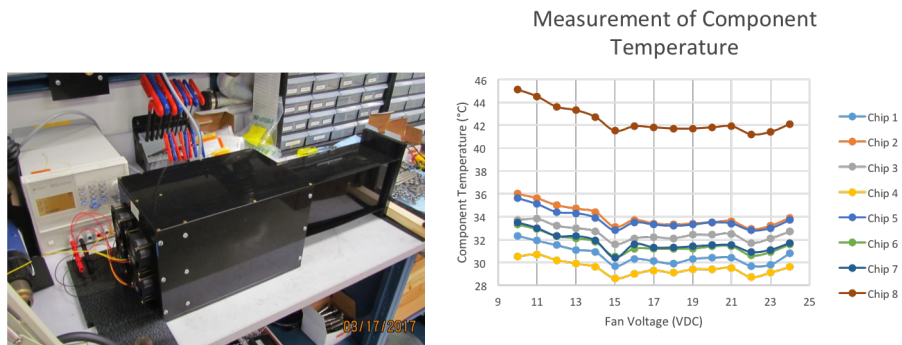 Measurement of Component
Temperature
Component Temperature (°C)
46
44
42
40
38
36
34
32
30
28
9
11
13
15
17
19
21
23
25
Fan Voltage (VDC)
Chip 1
Chip 2
Chip 3
Chip 4
Chip 5
Chip 6
Chip 7
Chip 8
03/17/2017